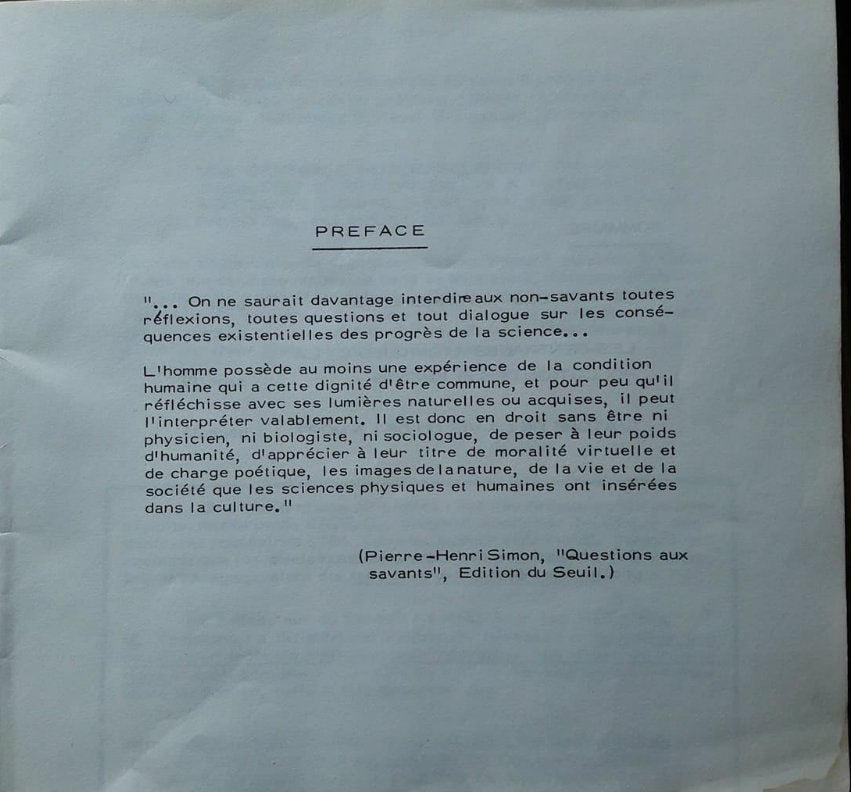 PREFACE
"... On ne saurait davantage interdire aux non-savants toutes
réflexions, toutes questions et tout dialogue sur les consé-
quences existentielles des progrès de la science...
L'homme possède au moins une expérience de la condition
humaine qui a cette dignité d'être commune, et pour peu qu'il
réfléchisse avec ses lumières naturelles ou acquises, il peut
l'interpréter valablement. Il est donc en droit sans être ni
physicien, ni biologiste, ni sociologue, de peser à leur poids
d'humanité, d'apprécier à leur titre de moralité virtuelle et
de charge poétique, les images de la nature, de la vie et de la
société que les sciences physiques et humaines ont insérées
dans la culture."
(Pierre-Henri Simon, "Questions aux
savants", Edition du Seuil.)